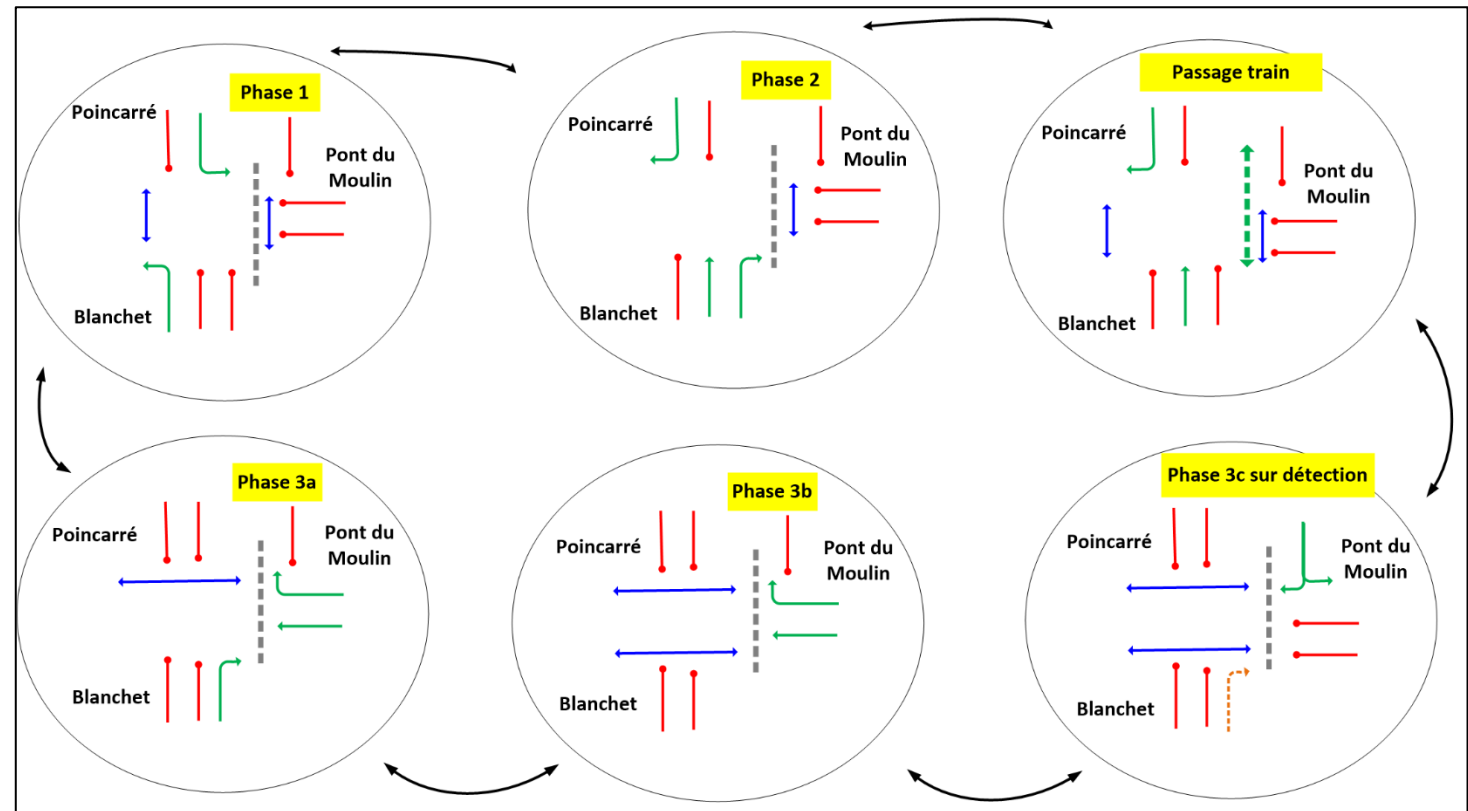 Phase 1
Poincarré
Pont du
Moulin
Blanchet
Phase 2
Poincarré
Pont du
Moulin
Blanchet
Passage train
Poincarré
Pont du
Moulin
Blanchet
Phase 3a
Poincarré
Pont du
Moulin
Blanchet
Phase 3b
Poincarré
Pont du
Moulin
Blanchet
Phase 3c sur détection
Poincarré
Pont du
Moulin
Blanchet